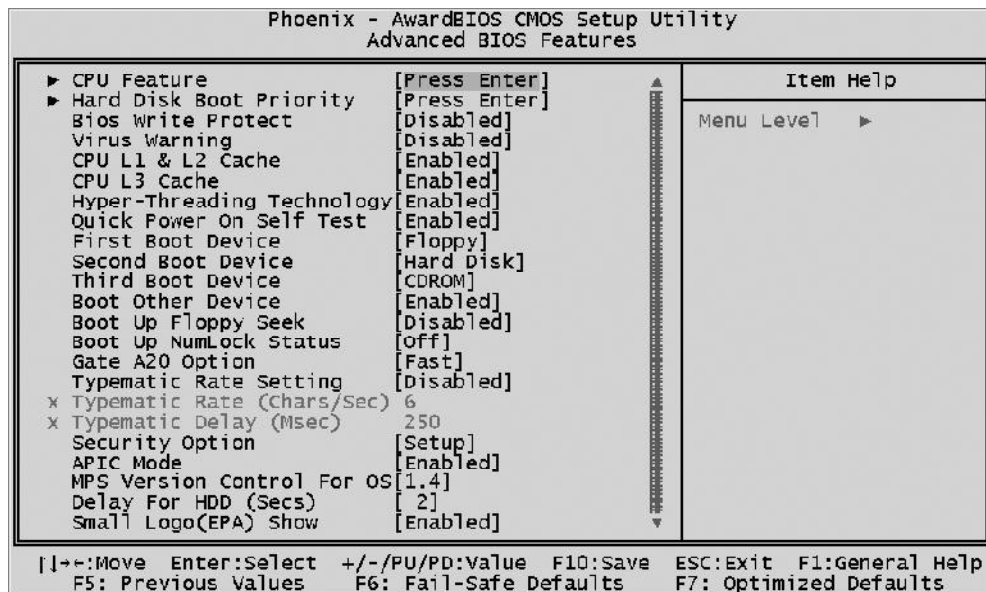 Phoenix - AwardBIOS CMOS Setup Utility
Advanced BIOS Features
► CPU Feature [Press Enter]
► Hard Disk Boot Priority [Press Enter]
Bios Write Protect [Disabled]
Virus Warning [Disabled]
CPU L1 & L2 Cache [Enabled]
CPU L3 Cache [Enabled]
Hyper-Threading Technology[Enabled]
Quick Power On Self Test [Enabled]
First Boot Device [Floppy]
Second Boot Device [Hard Disk]
Third Boot Device [CDROM]
Boot Other Device [Enabled]
Boot Up Floppy Seek [Disabled]
Boot Up NumLock Status [Off]
Gate A20 Option [Fast]
Typematic Rate Setting [Disabled]
x Typematic Rate (Chars/Sec) 6
x Typematic Delay (Msec) 250
Security Option [Setup]
APIC Mode [Enabled]
MPS Version Control For OS[1.4]
Delay For HDD (Secs) [ 2]
Small Logo(EPA) Show [Enabled]
Item Help
Menu Level ►
↑↓→←:Move Enter:Select +/-/PU/PD:Value F10:Save ESC:Exit F1:General Help
F5: Previous Values F6: Fail-Safe Defaults F7: Optimized Defaults